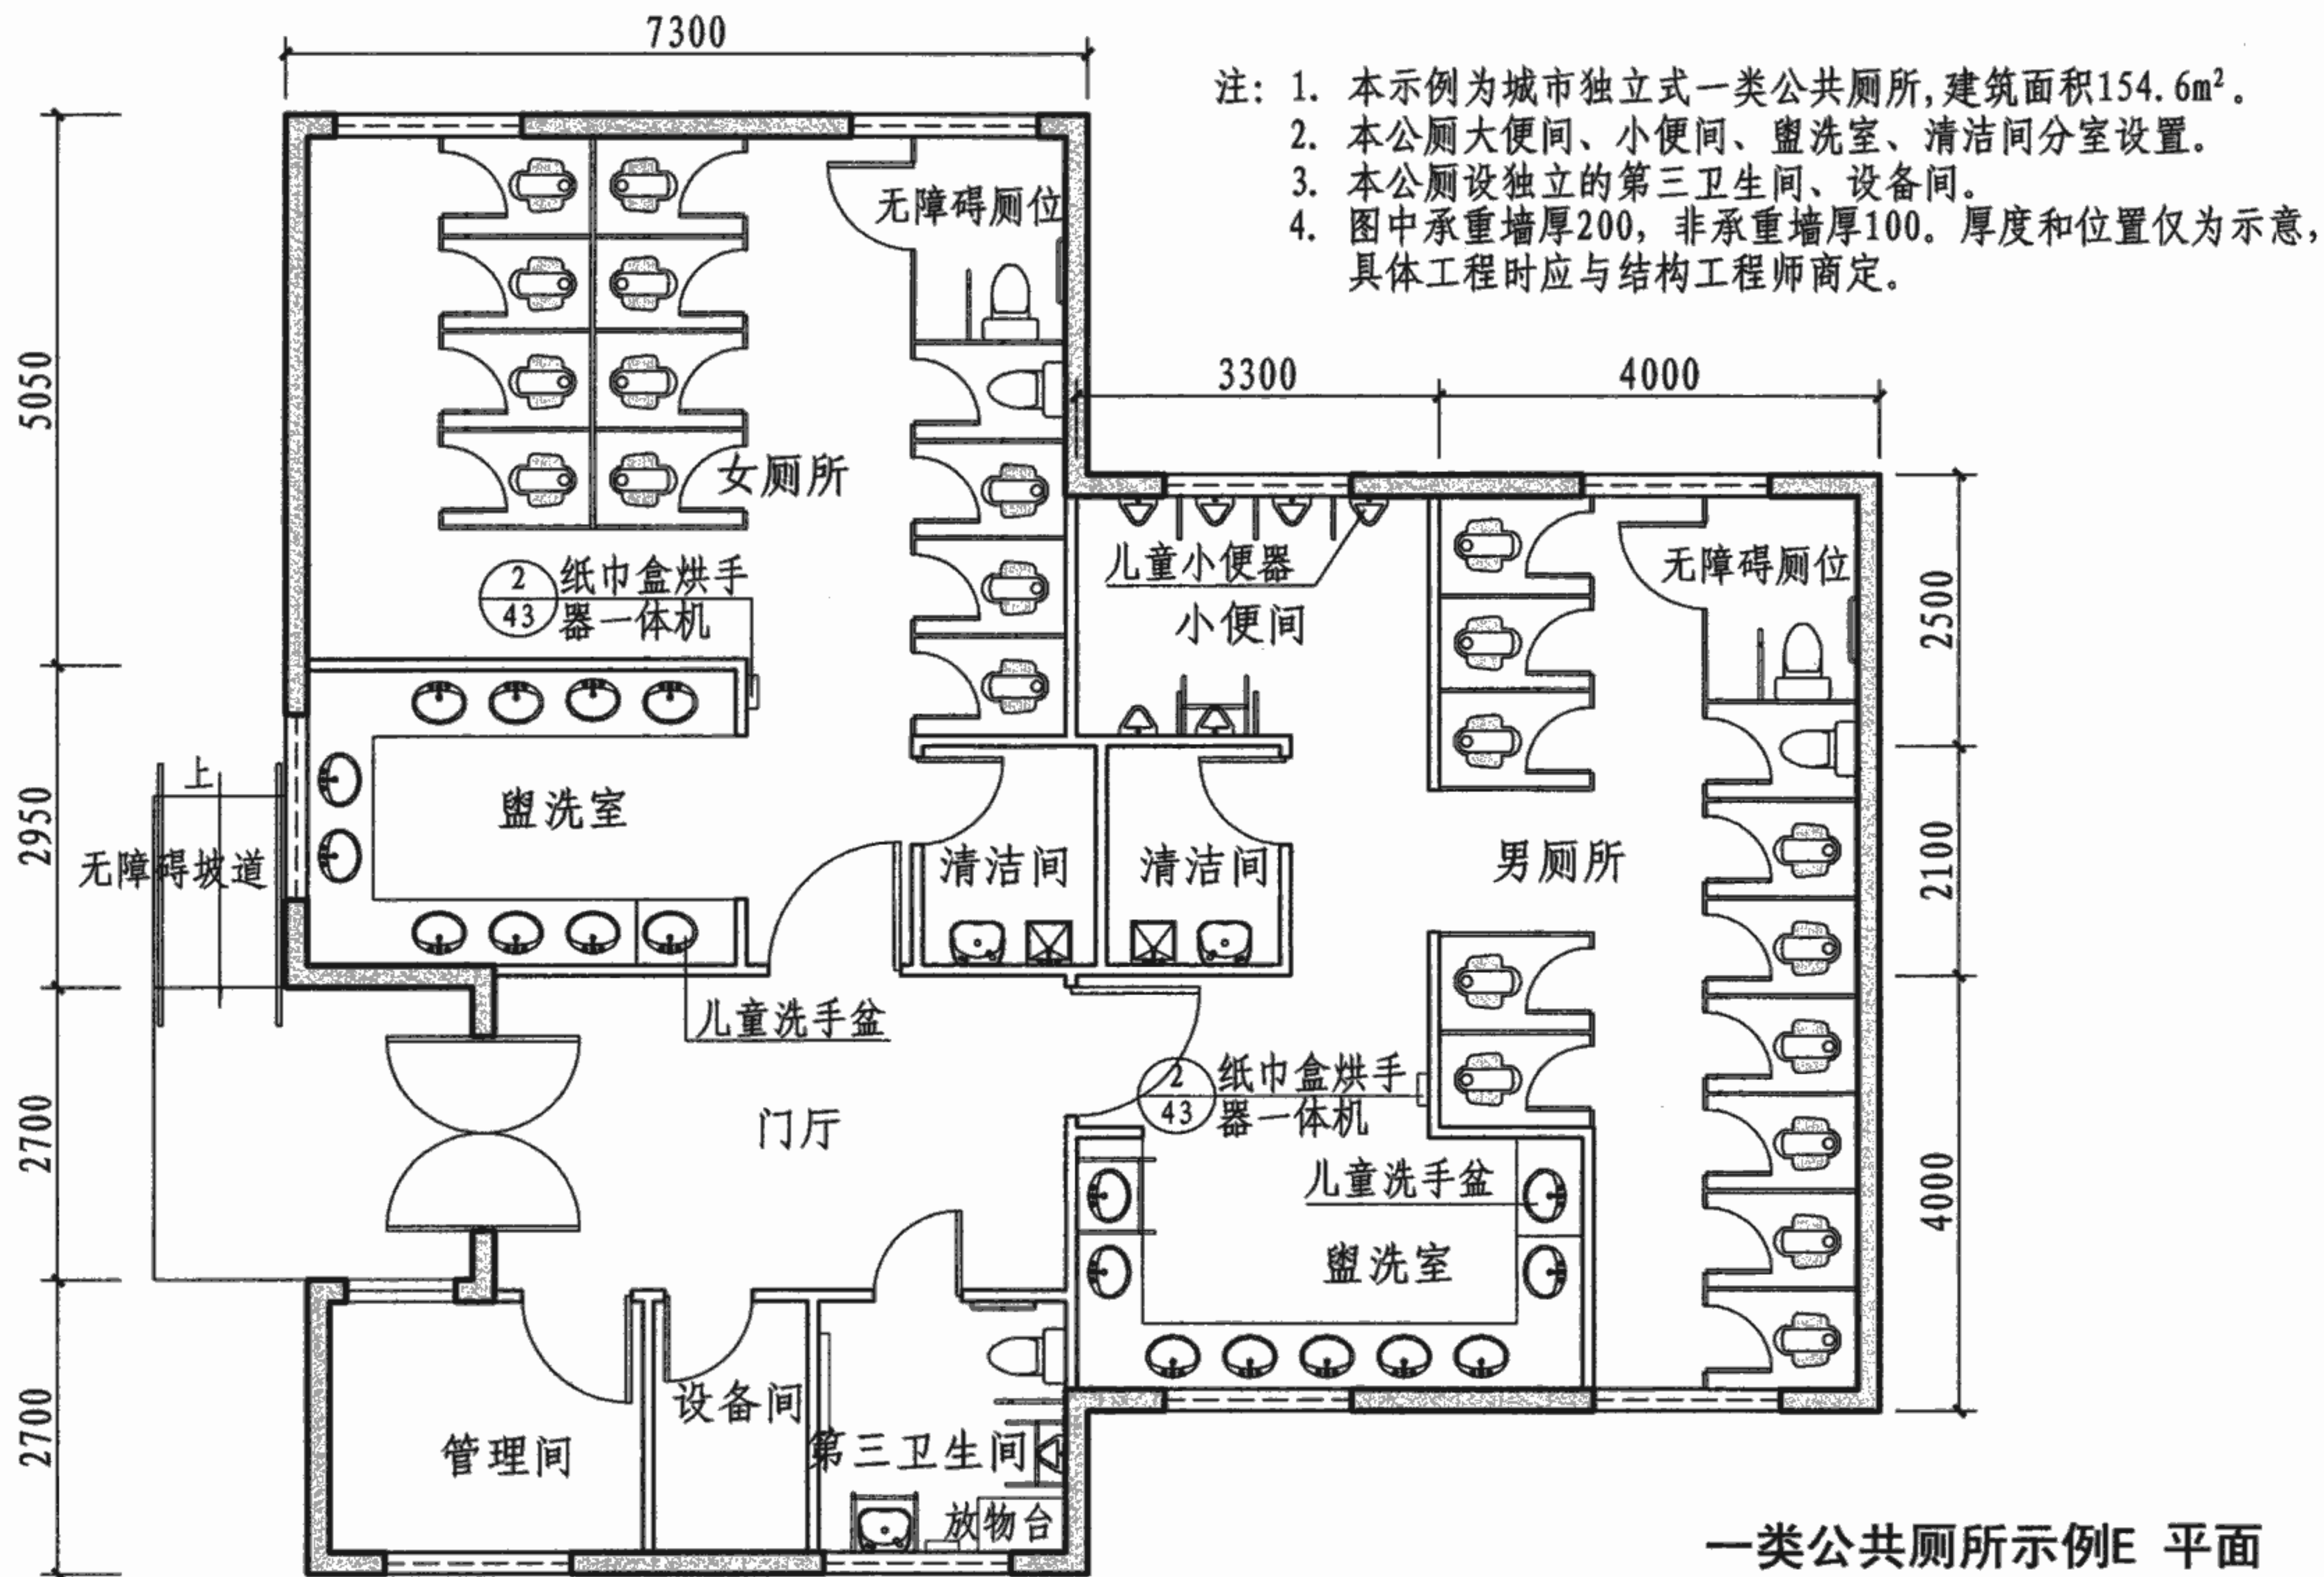 7300
注: 1. 本示例为城市独立式一类公共厕所,建筑面积154.6m²。
2. 本公厕大便间、小便间、盥洗室、清洁间分室设置。
3. 本公厕设独立的第三卫生间、设备间。
4. 图中承重墙厚200，非承重墙厚100。厚度和位置仅为示意，
具体工程时应与结构工程师商定。
无障碍厕位
3300
4000
5050
女厕所
2
43
纸巾盒烘手
器一体机
儿童小便器
小便间
无障碍厕位
2500
上
盥洗室
2950
无障碍坡道
清洁间
清洁间
男厕所
2100
儿童洗手盆
2
43
纸巾盒烘手
器一体机
门厅
2700
儿童洗手盆
4000
盥洗室
设备间
管理间
第三卫生间
2700
放物台
一类公共厕所示例E 平面